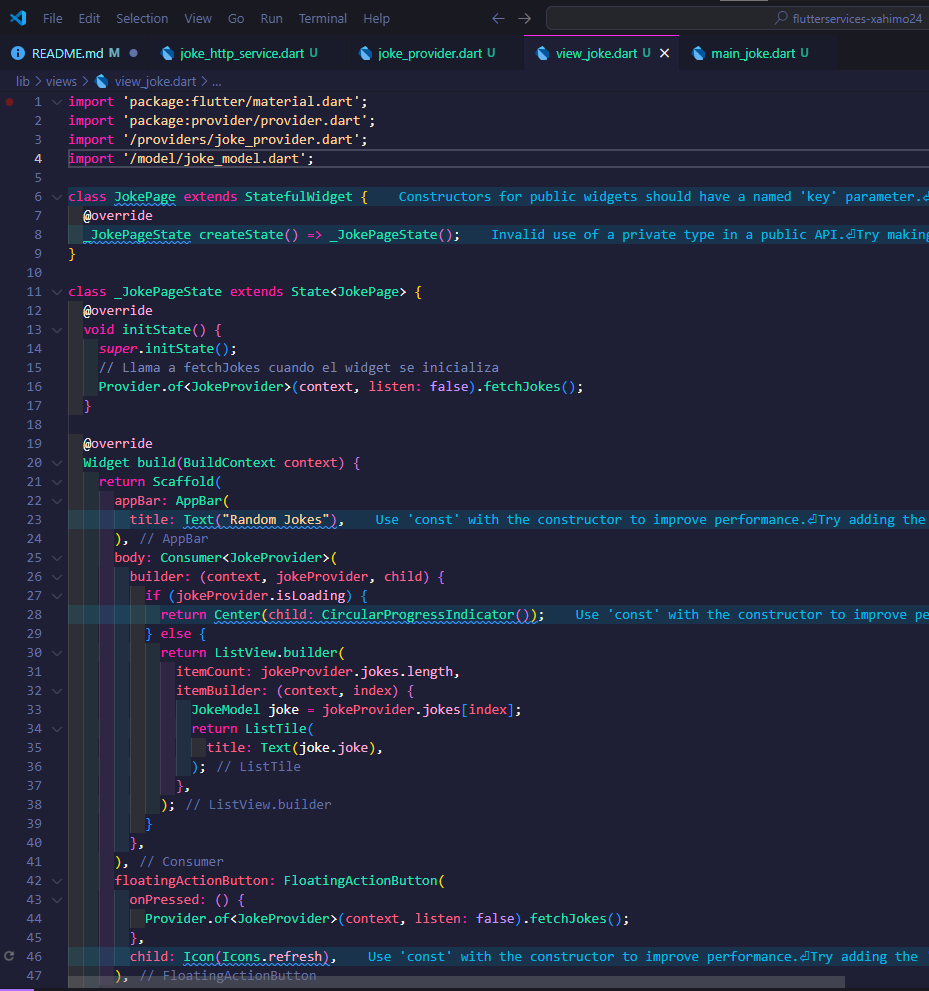 File Edit Selection View Go Run Terminal Help flutterservices-xahimo24
README.md M joke_http_service.dart U joke_provider.dart U view_joke.dart U main_joke.dart U
lib > views > view_joke.dart > ...
1 import 'package:flutter/material.dart';
2 import 'package:provider/provider.dart';
3 import '/providers/joke_provider.dart';
4 import '/model/joke_model.dart';
5
6 class JokePage extends StatefulWidget { Constructors for public widgets should have a named 'key' parameter.⏎
7 @override
8 _JokePageState createState() => _JokePageState(); Invalid use of a private type in a public API.⏎Try making
9 }
10
11 class _JokePageState extends State<JokePage> {
12 @override
13 void initState() {
14 super.initState();
15 // Llama a fetchJokes cuando el widget se inicializa
16 Provider.of<JokeProvider>(context, listen: false).fetchJokes();
17 }
18
19 @override
20 Widget build(BuildContext context) {
21 return Scaffold(
22 appBar: AppBar(
23 title: Text("Random Jokes"), Use 'const' with the constructor to improve performance.⏎Try adding the
24 ), // AppBar
25 body: Consumer<JokeProvider>(
26 builder: (context, jokeProvider, child) {
27 if (jokeProvider.isLoading) {
28 return Center(child: CircularProgressIndicator()); Use 'const' with the constructor to improve pe
29 } else {
30 return ListView.builder(
31 itemCount: jokeProvider.jokes.length,
32 itemBuilder: (context, index) {
33 JokeModel joke = jokeProvider.jokes[index];
34 return ListTile(
35 title: Text(joke.joke),
36 ); // ListTile
37 },
38 ); // ListView.builder
39 }
40 },
41 ), // Consumer
42 floatingActionButton: FloatingActionButton(
43 onPressed: () {
44 Provider.of<JokeProvider>(context, listen: false).fetchJokes();
45 },
46 child: Icon(Icons.refresh), Use 'const' with the constructor to improve performance.⏎Try adding the
47 ), // FloatingActionButton